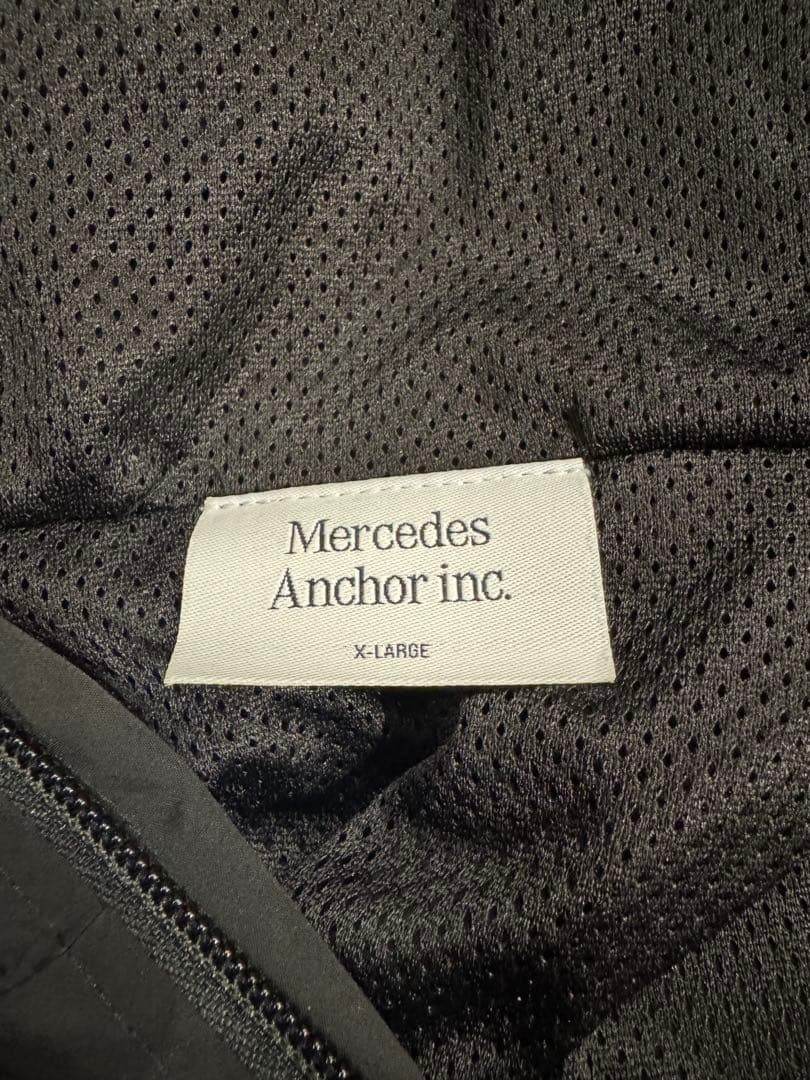 Mercedes
Anchor inc.
X-LARGE